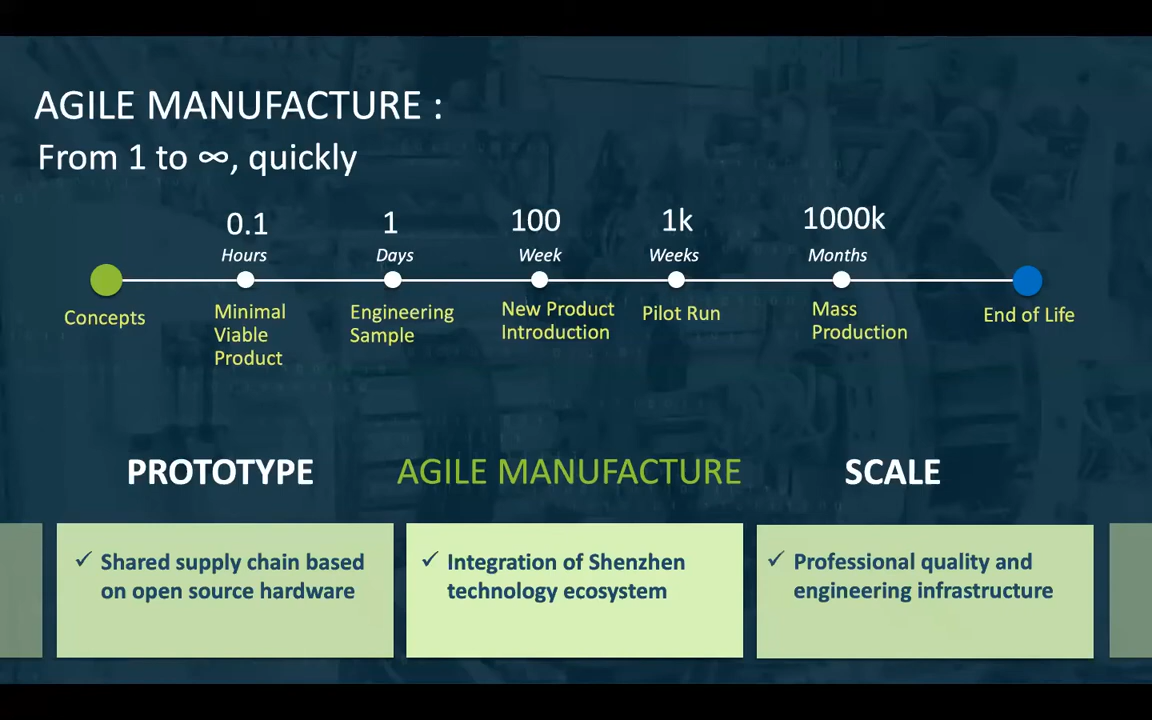 AGILE MANUFACTURE :
From 1 to ∞, quickly
0.1
Hours
1
Days
100
Week
1k
Weeks
1000k
Months
Concepts
Minimal
Viable
Product
Engineering
Sample
New Product
Introduction
Pilot Run
Mass
Production
End of Life
PROTOTYPE
AGILE MANUFACTURE
SCALE
✓ Shared supply chain based
on open source hardware
✓ Integration of Shenzhen
technology ecosystem
✓ Professional quality and
engineering infrastructure